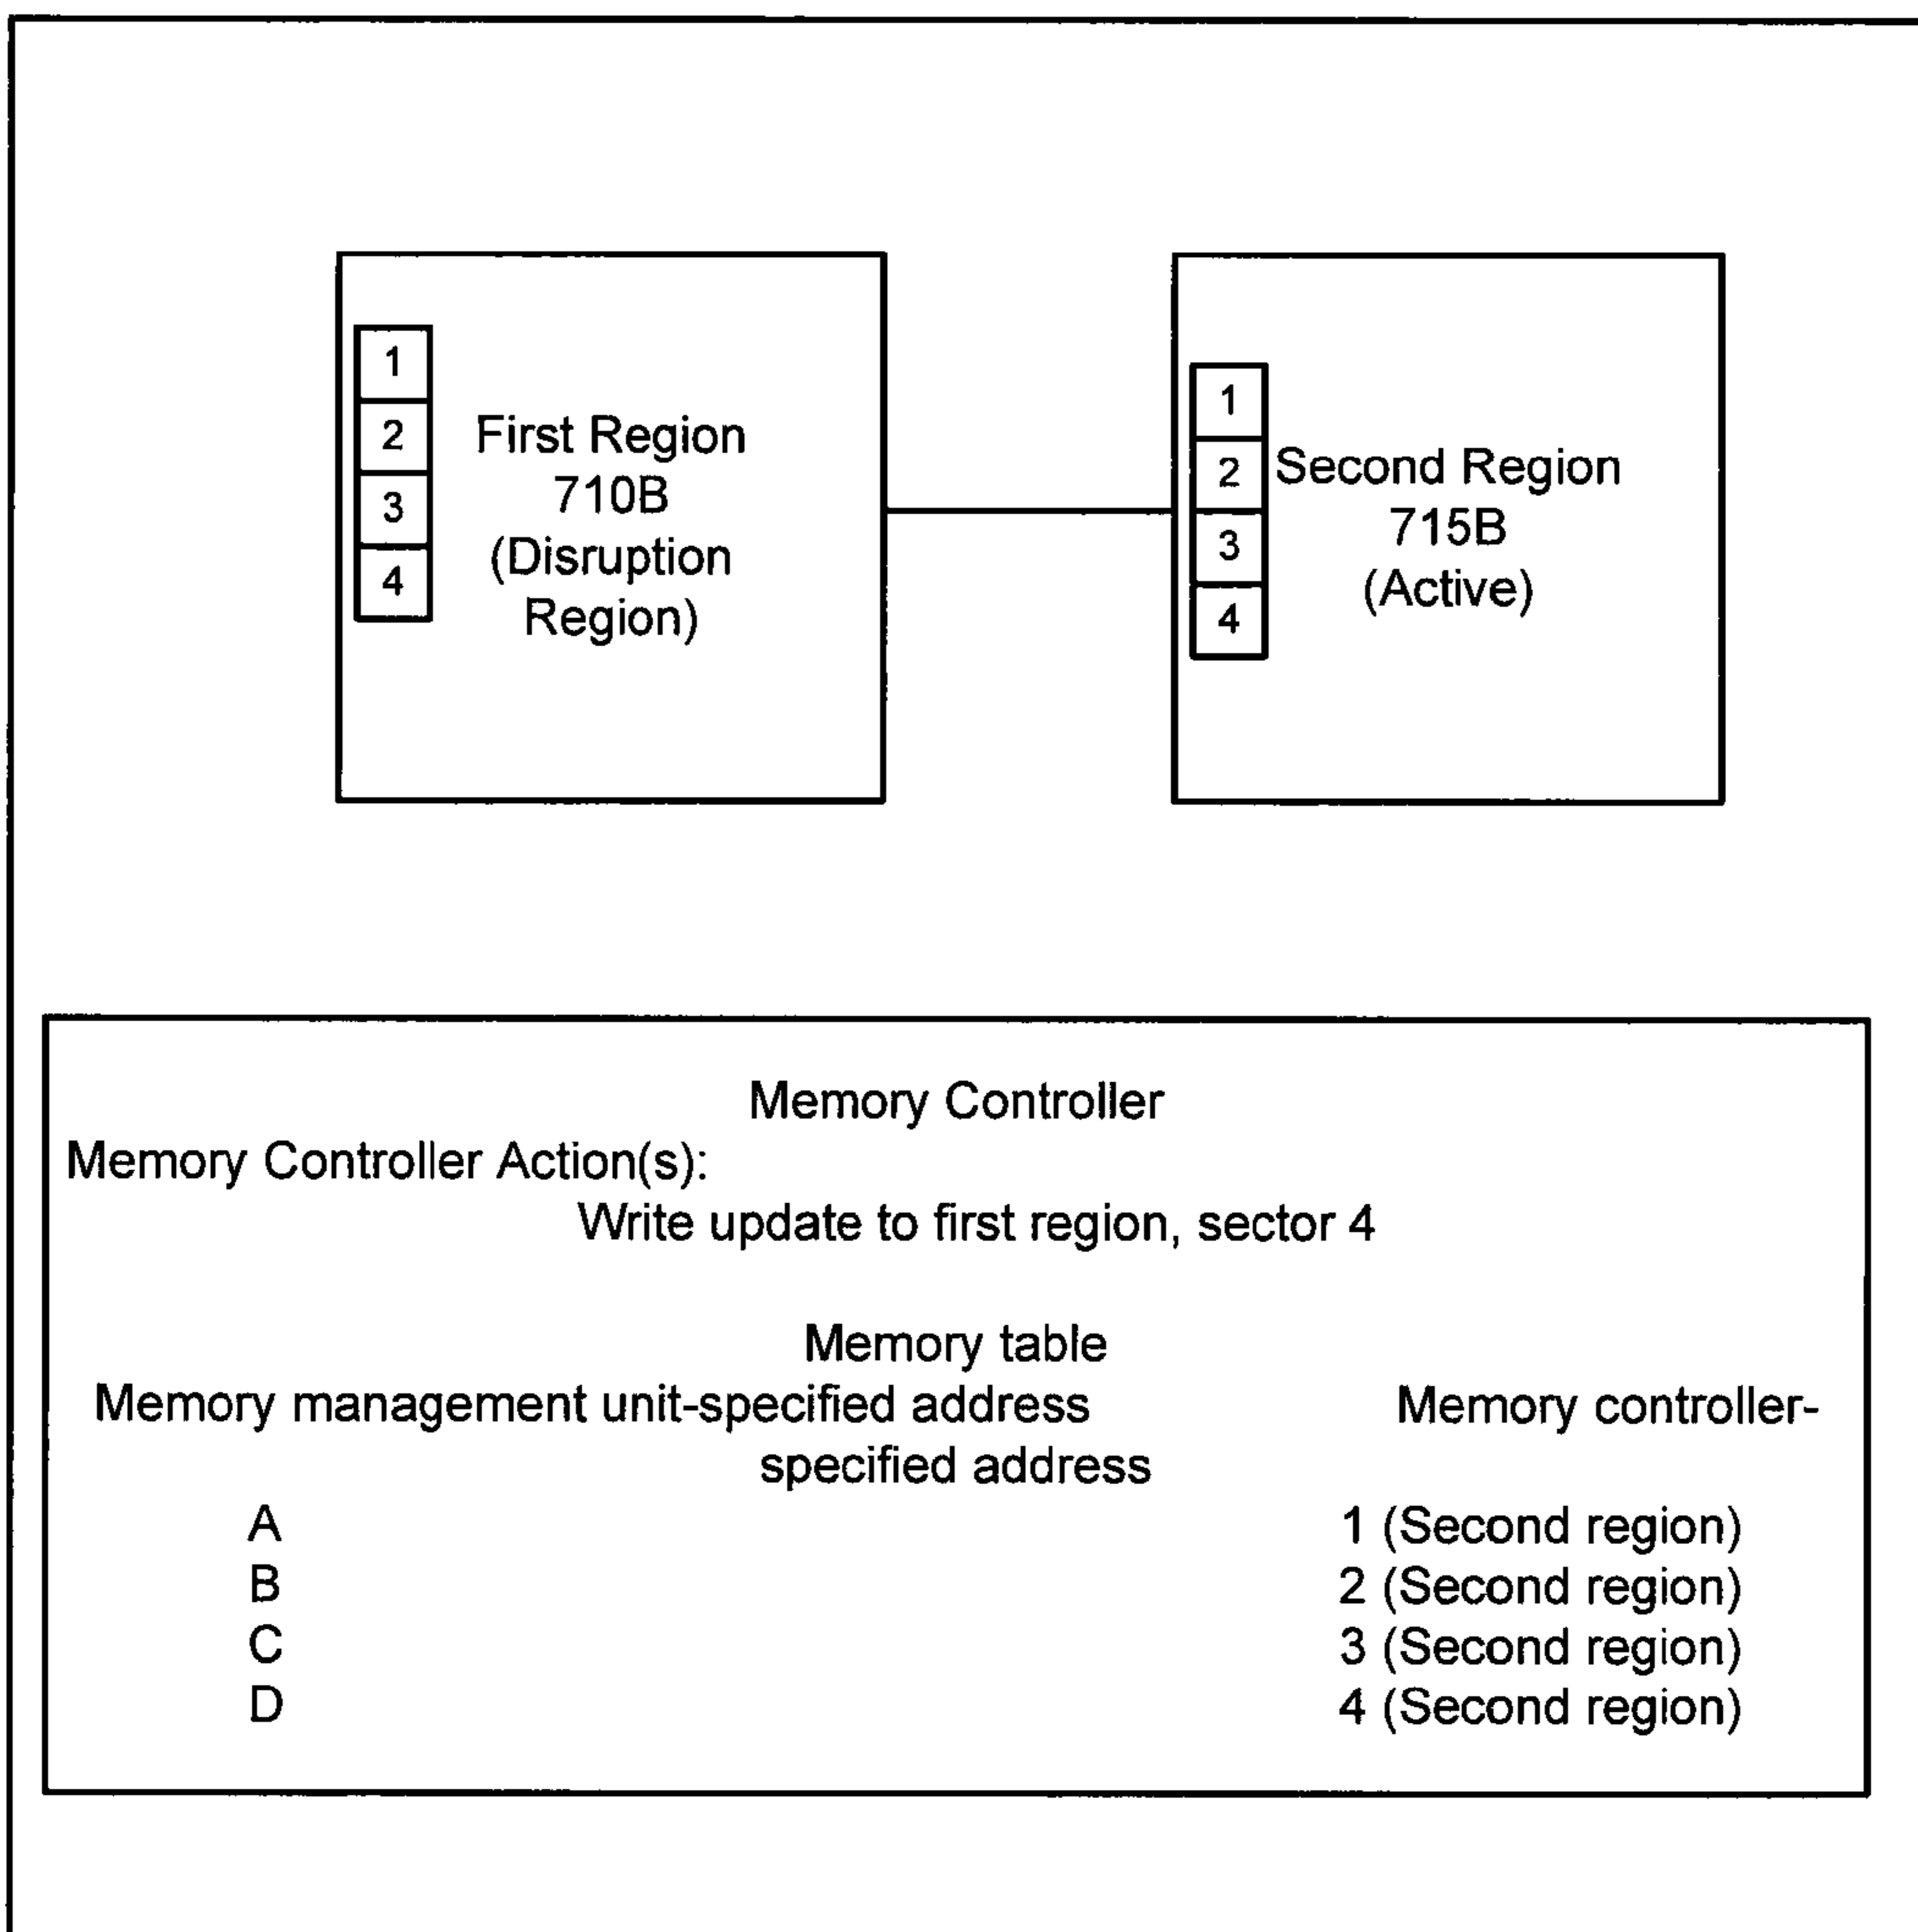 1
2
3
4
First Region
710B
(Disruption
Region)
1
2
3
4
Second Region
715B
(Active)
Memory Controller
Memory Controller Action(s):
Write update to first region, sector 4
Memory table
Memory management unit-specified address Memory controller-
specified address
A 1 (Second region)
B 2 (Second region)
C 3 (Second region)
D 4 (Second region)